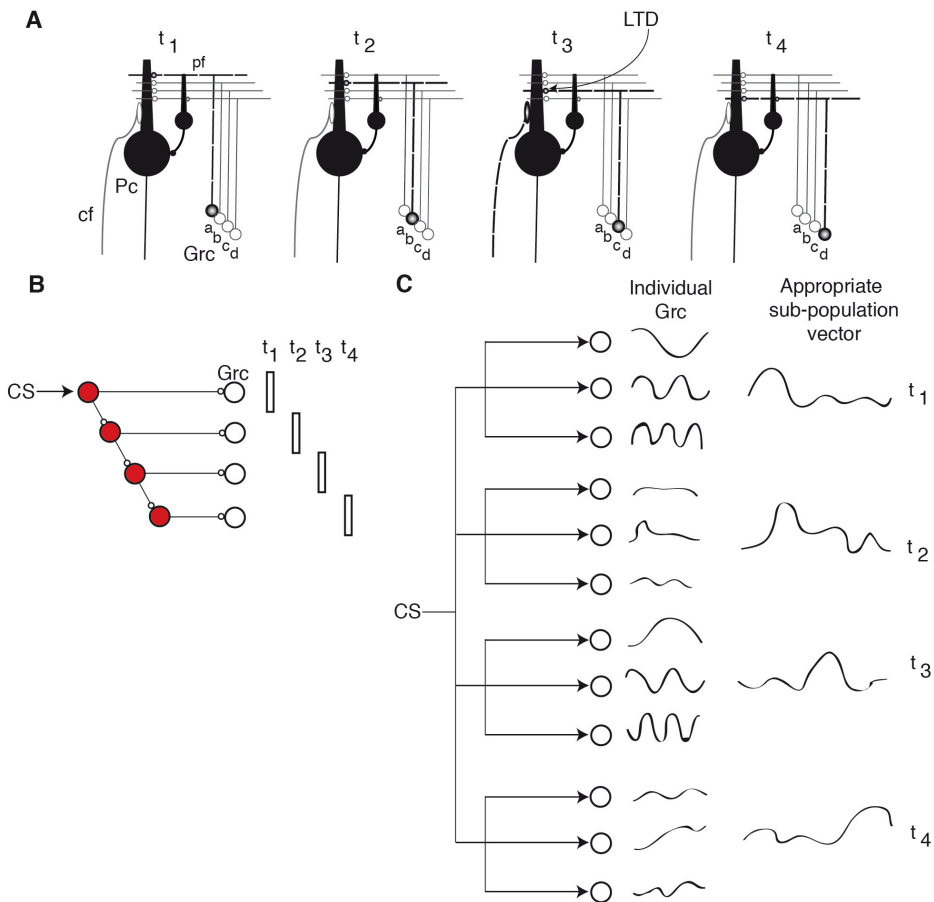 A
LTD
t1 t2 t3 t4
pf
Pc
cf
a b c d
a b c d
a b c d
a b c d
Grc
B
t1 t2 t3 t4
Grc
CS
C
Individual Grc
Appropriate sub-population vector
t1
t2
CS
t3
t4